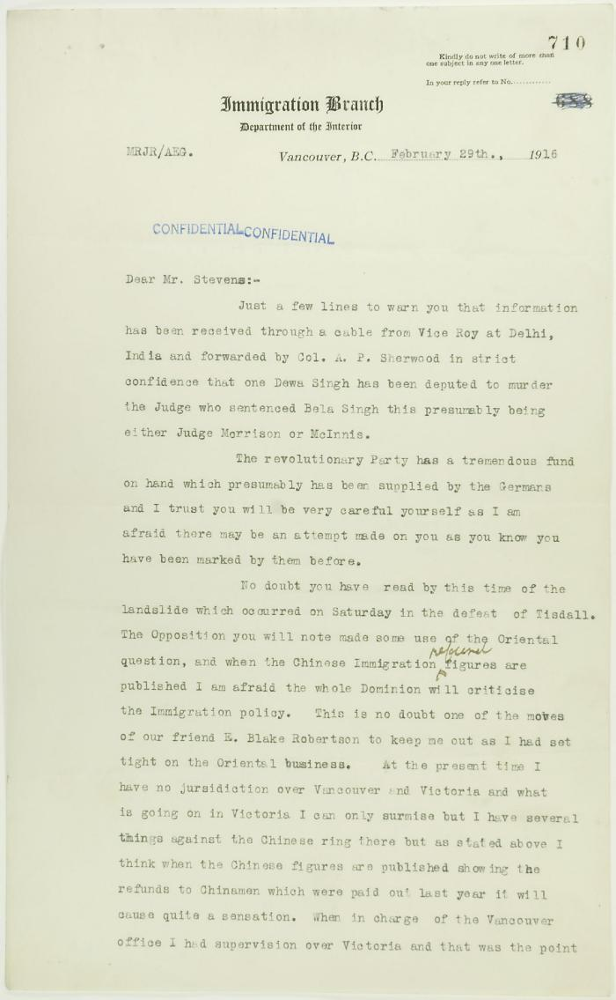 710
Kindly do not write of more than
one subject in any one letter.
In your reply refer to No.............
688
Immigration Branch
Department of the Interior
MRJR/AEG.
Vancouver, B.C. February 29th., 1916
CONFIDENTIAL CONFIDENTIAL
Dear Mr. Stevens:-
Just a few lines to warn you that information
has been received through a cable from Vice Roy at Delhi,
India and forwarded by Col. A. P. Sherwood in strict
confidence that one Dewa Singh has been deputed to murder
the Judge who sentenced Bela Singh this presumably being
either Judge Morrison or McInnis.
The revolutionary Party has a tremendous fund
on hand which presumably has been supplied by the Germans
and I trust you will be very careful yourself as I am
afraid there may be an attempt made on you as you know you
have been marked by them before.
No doubt you have read by this time of the
landslide which occurred on Saturday in the defeat of Tisdall.
The Opposition you will note made some use of the Oriental
refund
question, and when the Chinese Immigration figures are
published I am afraid the whole Dominion will criticise
the Immigration policy. This is no doubt one of the moves
of our friend E. Blake Robertson to keep me out as I had set
tight on the Oriental business. At the present time I
have no jursidiction over Vancouver and Victoria and what
is going on in Victoria I can only surmise but I have several
things against the Chinese ring there but as stated above I
think when the Chinese figures are published showing the
refunds to Chinamen which were paid out last year it will
cause quite a sensation. When in charge of the Vancouver
office I had supervision over Victoria and that was the point